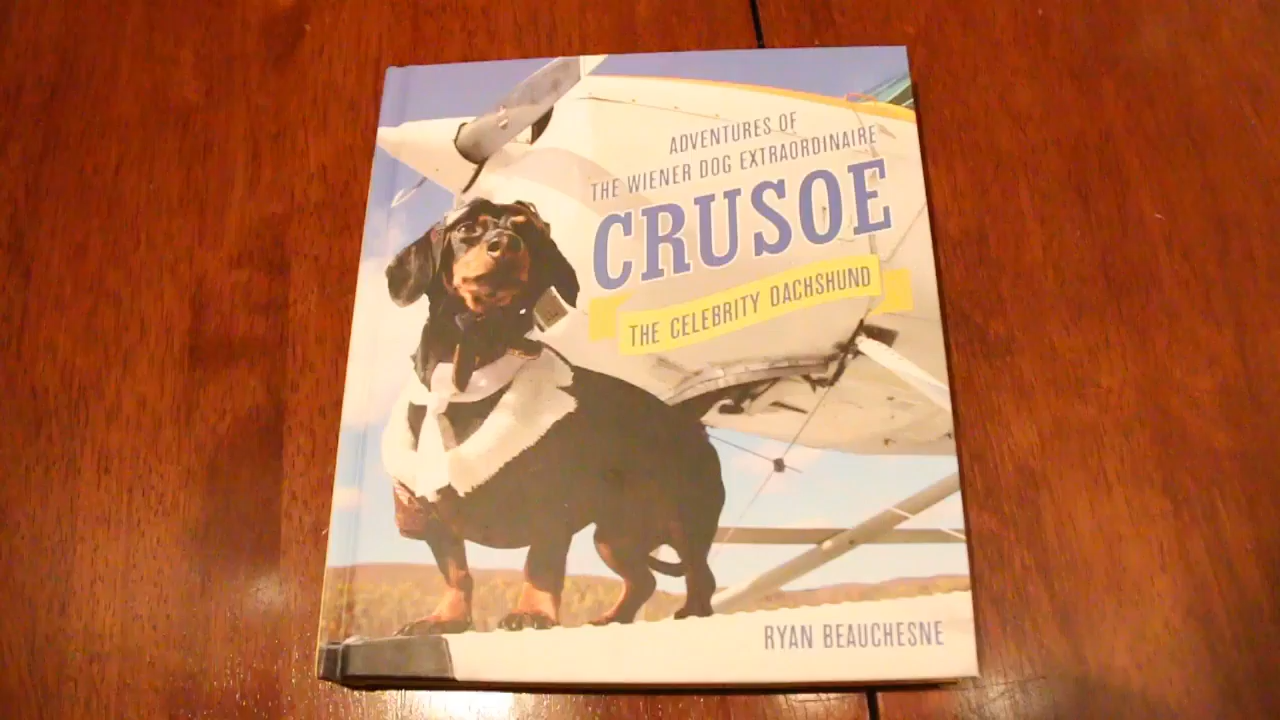 ADVENTURES OF
THE WIENER DOG EXTRAORDINAIRE
CRUSOE
THE CELEBRITY DACHSHUND
RYAN BEAUCHESNE